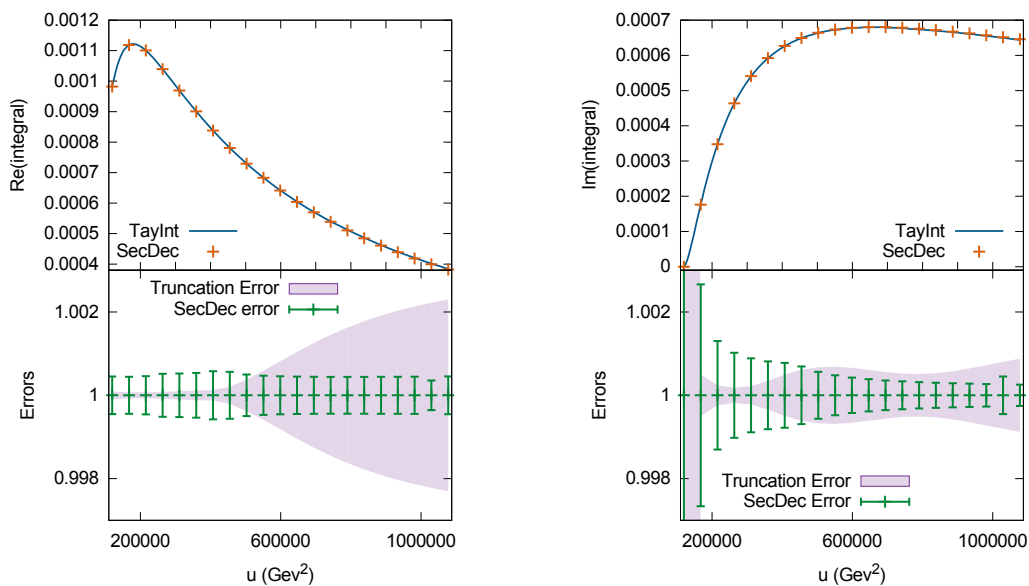 0.0012
0.0011
0.001
0.0009
0.0008
0.0007
0.0006
0.0005
0.0004
Re(integral)
TayInt
SecDec
Truncation Error
SecDec error
1.002
1
0.998
Errors
200000 600000 1000000
u (Gev²)
0.0007
0.0006
0.0005
0.0004
0.0003
0.0002
0.0001
0
Im(integral)
TayInt
SecDec
1.002
1
0.998
Errors
Truncation Error
SecDec Error
200000 600000 1000000
u (Gev²)